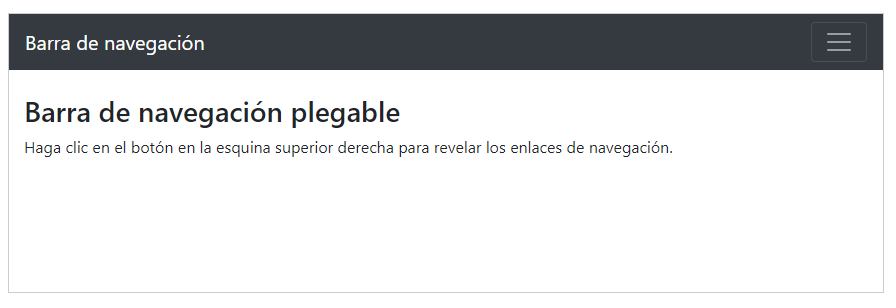 Barra de navegación
Barra de navegación plegable
Haga clic en el botón en la esquina superior derecha para revelar los enlaces de navegación.